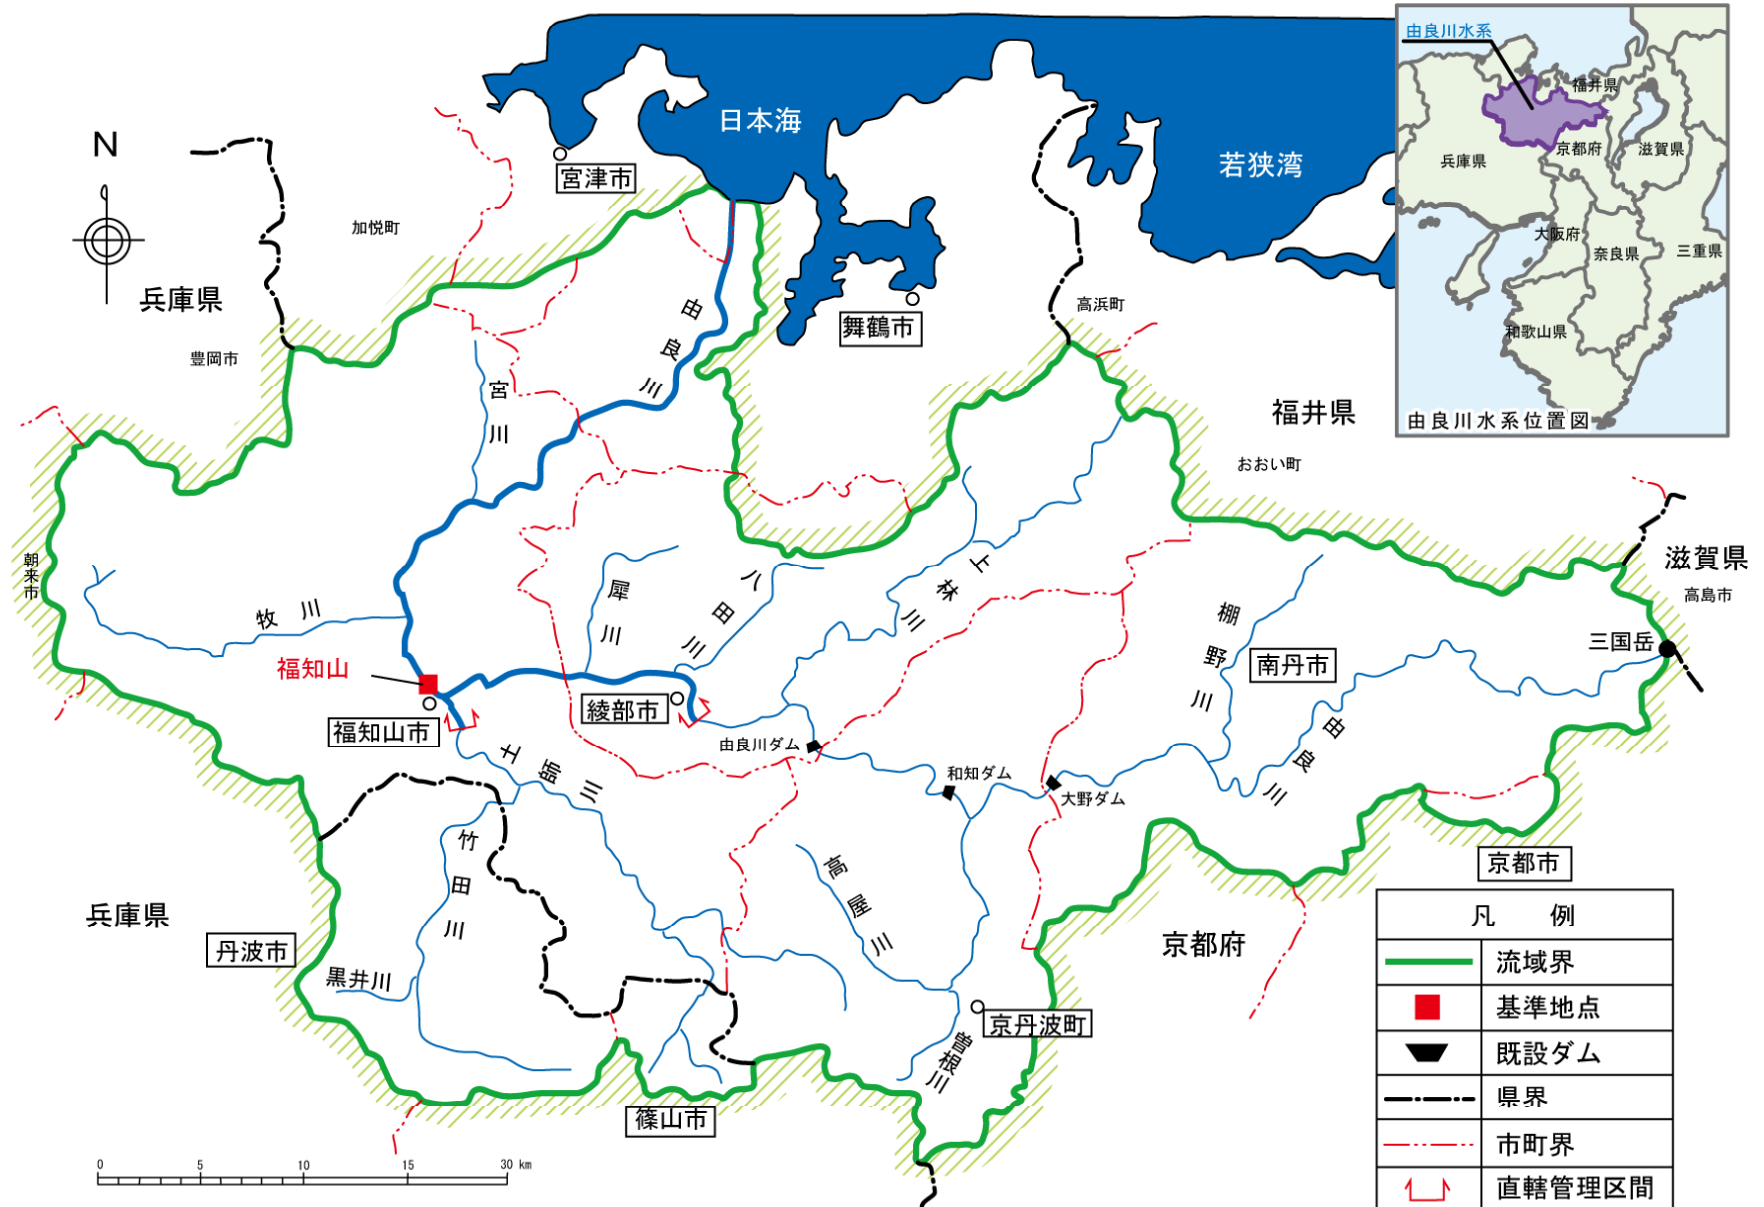 由良川水系
福井県
京都府
滋賀県
兵庫県
大阪府
奈良県
三重県
和歌山県
由良川水系位置図
N
日本海
若狭湾
宮津市
加悦町
兵庫県
豊岡市
舞鶴市
高浜町
福井県
おおい町
滋賀県
高島市
三国岳
朝来市
由良川
宮川
牧川
犀川
八田川
上林川
棚野川
南丹市
由良川
福知山
福知山市
綾部市
由良川ダム
和知ダム
大野ダム
土師川
竹田川
高屋川
京都市
兵庫県
丹波市
黒井川
京都府
京丹波町
曽根川
篠山市
0 5 10 15 30 km
凡 例
流域界
基準地点
既設ダム
県界
市町界
直轄管理区間